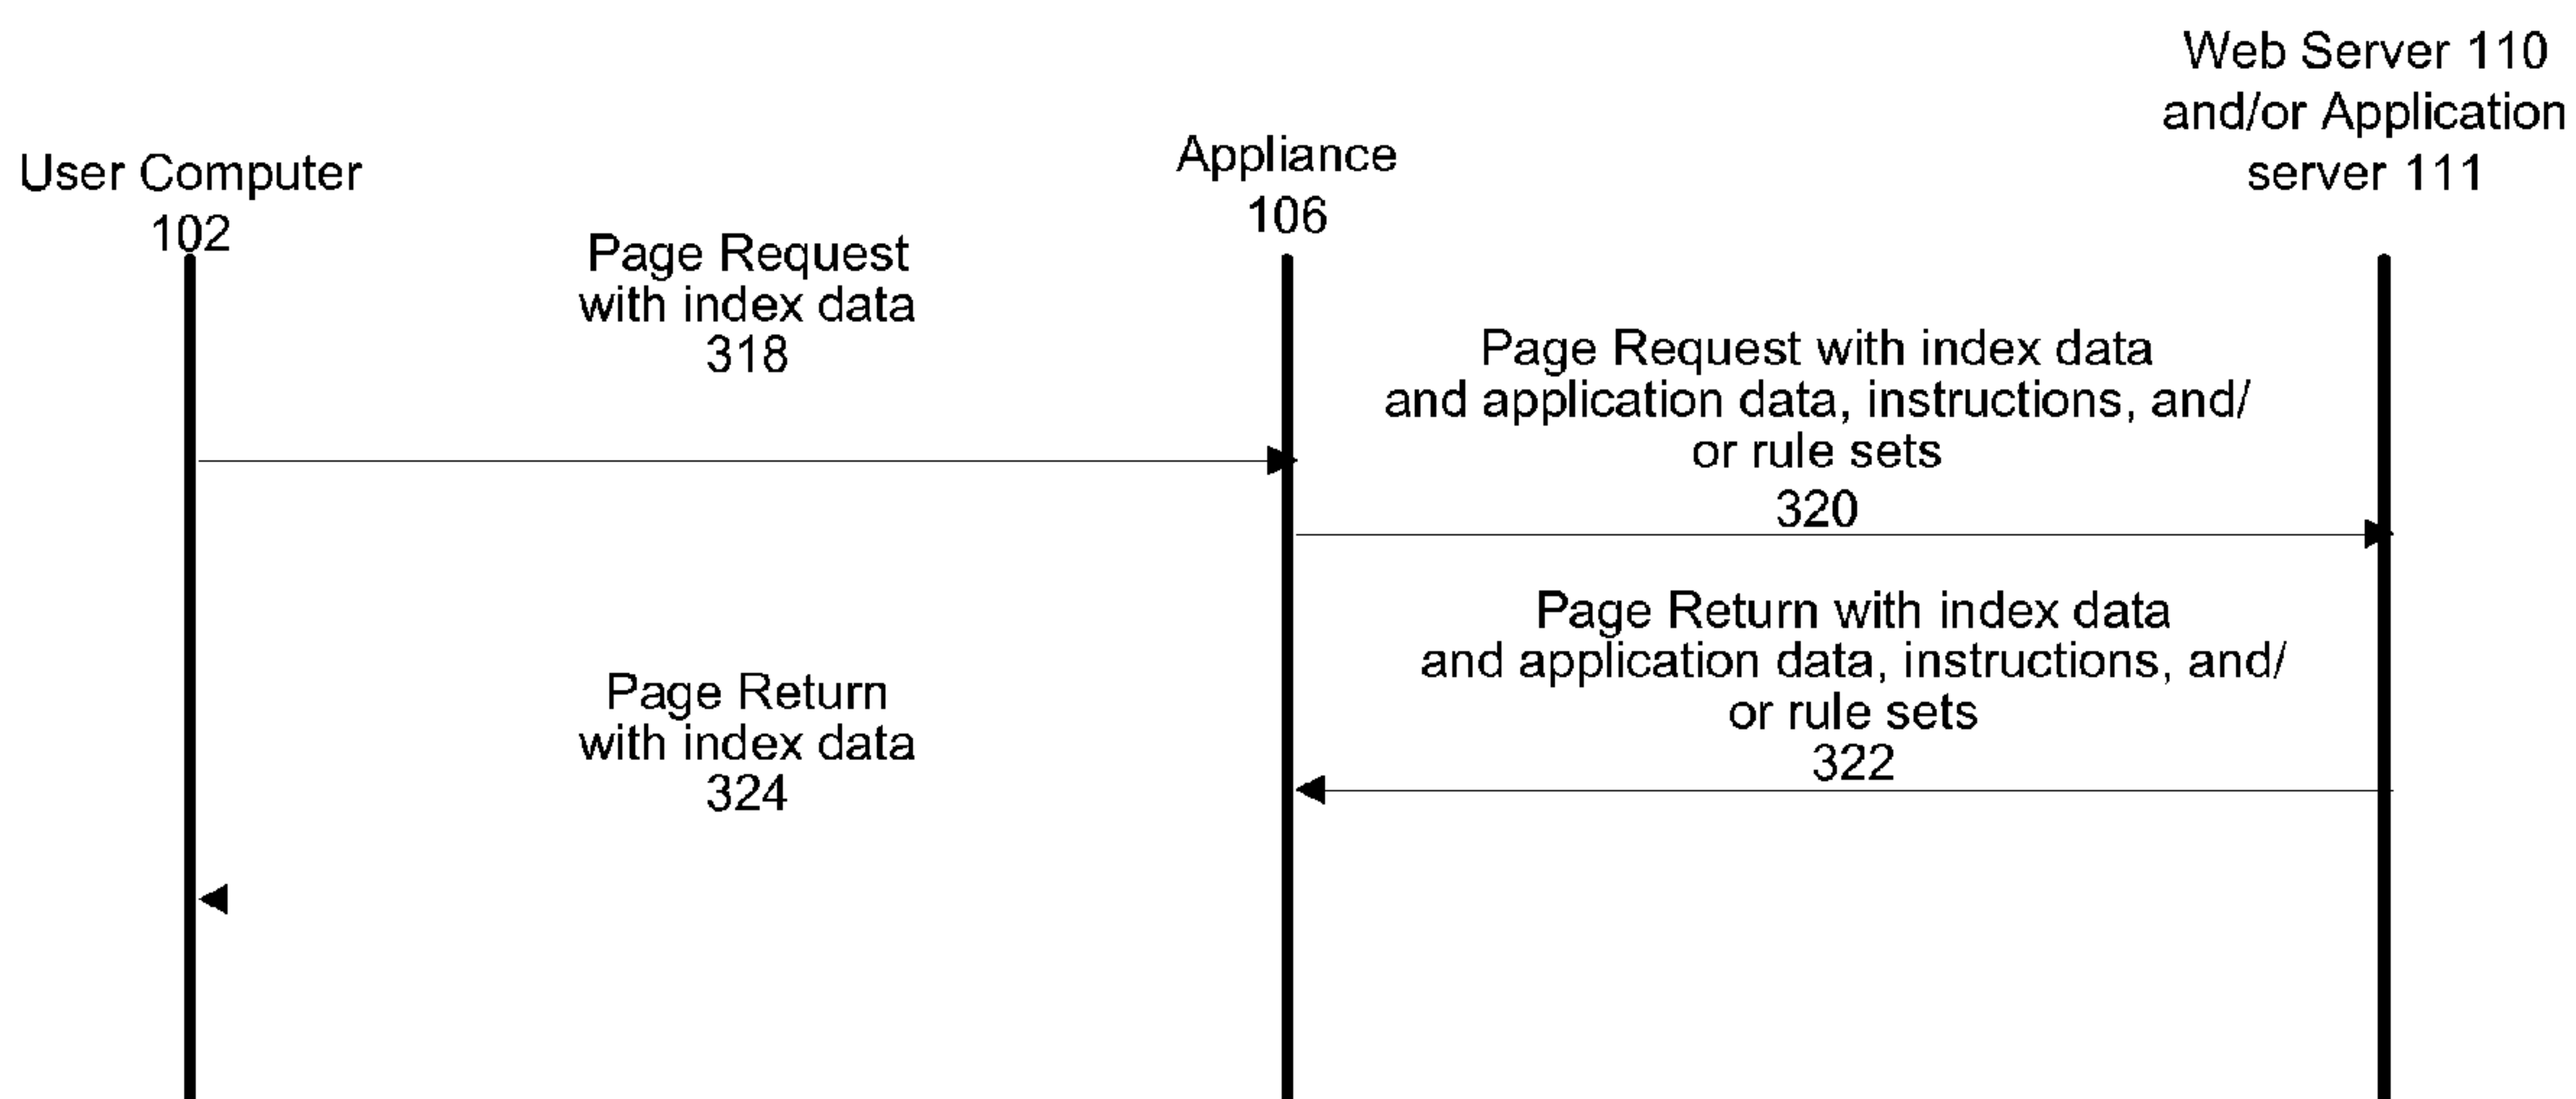 User Computer
102
Appliance
106
Web Server 110
and/or Application
server 111
Page Request
with index data
318
Page Request with index data
and application data, instructions, and/
or rule sets
320
Page Return with index data
and application data, instructions, and/
or rule sets
322
Page Return
with index data
324